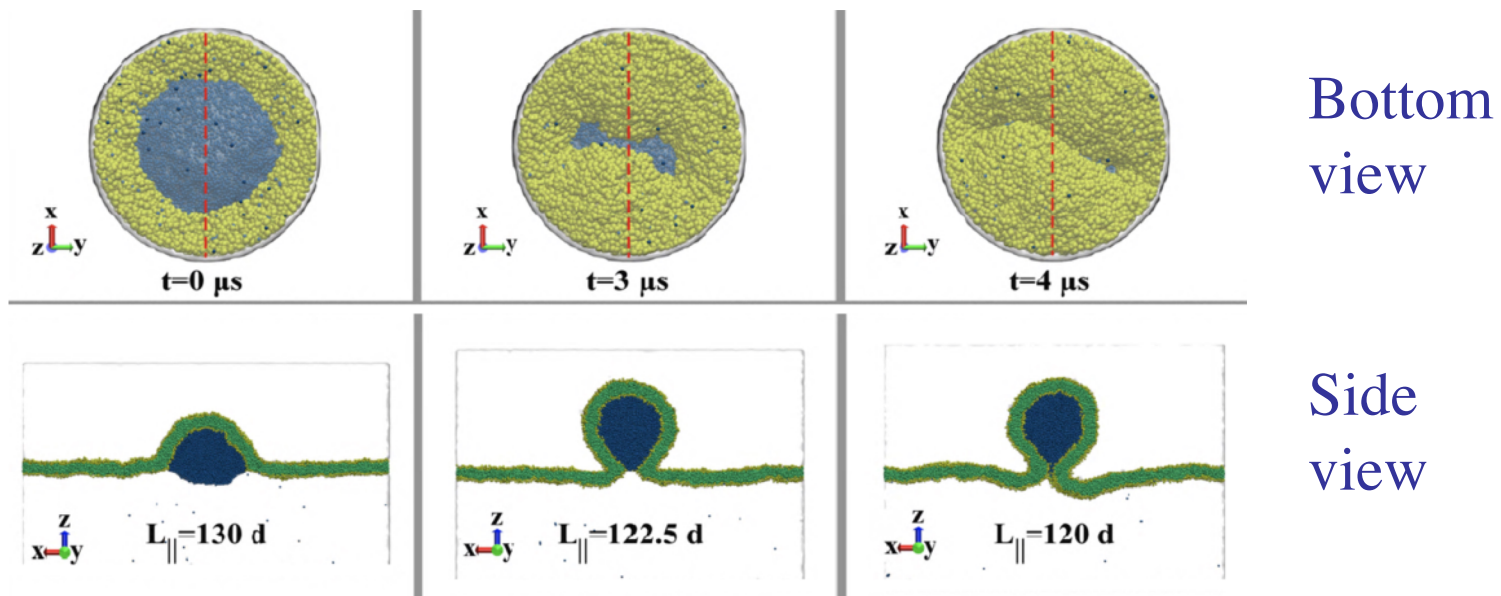 Bottom
view
x
z
y
t=0 μs
x
z
y
t=3 μs
x
z
y
t=4 μs
Side
view
z
x
y
L||=130 d
z
x
y
L||=122.5 d
z
x
y
L||=120 d